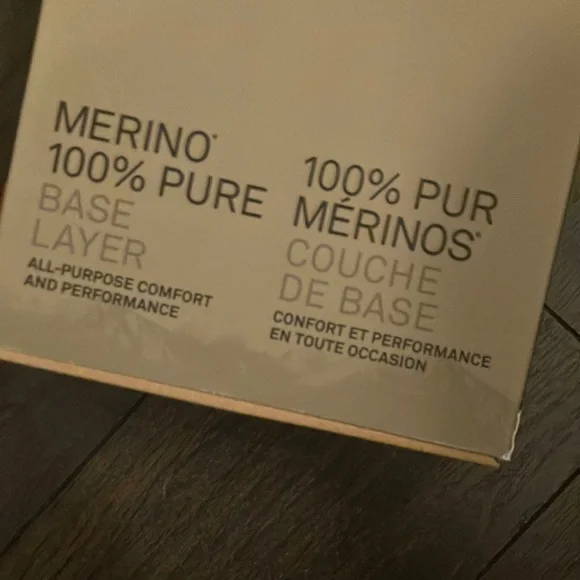 MERINO*
100% PURE
BASE
LAYER
ALL-PURPOSE COMFORT
AND PERFORMANCE
100% PUR
MÉRINOS*
COUCHE
DE BASE
CONFORT ET PERFORMANCE
EN TOUTE OCCASION